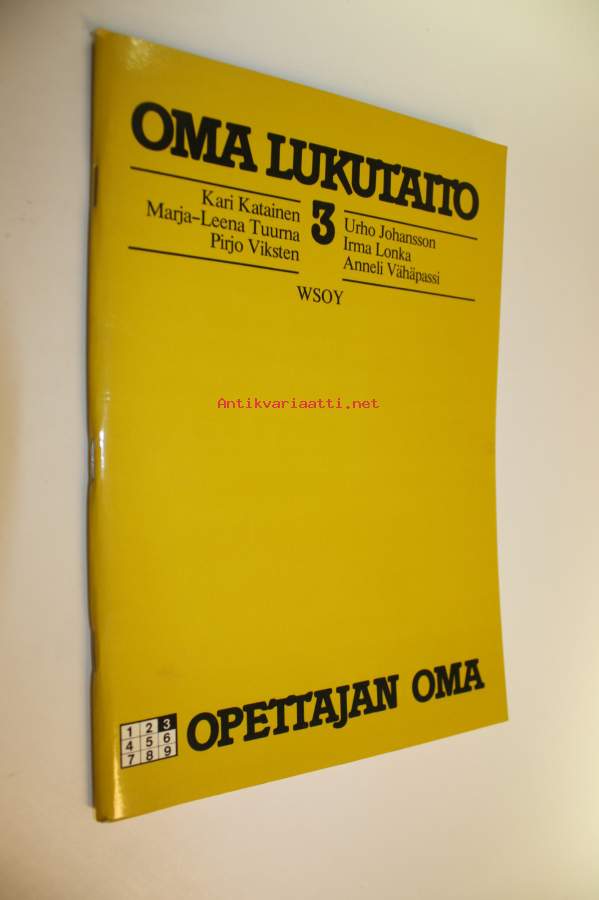 OMA LUKUTAITO
3
Kari Katainen
Marja-Leena Tuurna
Pirjo Viksten
Urho Johansson
Irma Lonka
Anneli Vähäpassi
WSOY
Antikvariaatti.net
1 2 3
4 5 6
7 8 9
OPETTAJAN OMA